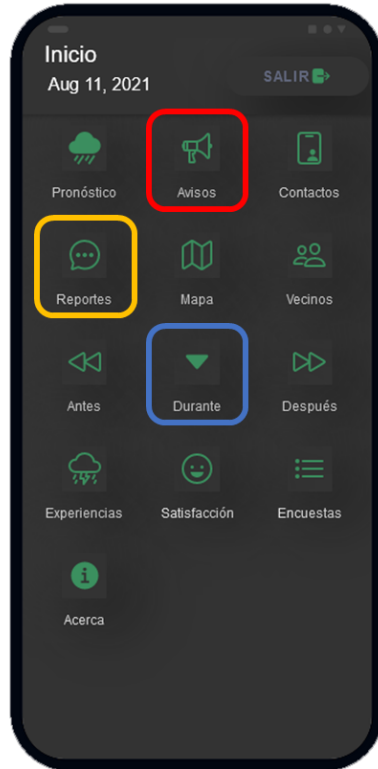 Inicio
Aug 11, 2021
SALIR
Pronóstico
Avisos
Contactos
Reportes
Mapa
Vecinos
Antes
Durante
Después
Experiencias
Satisfacción
Encuestas
Acerca